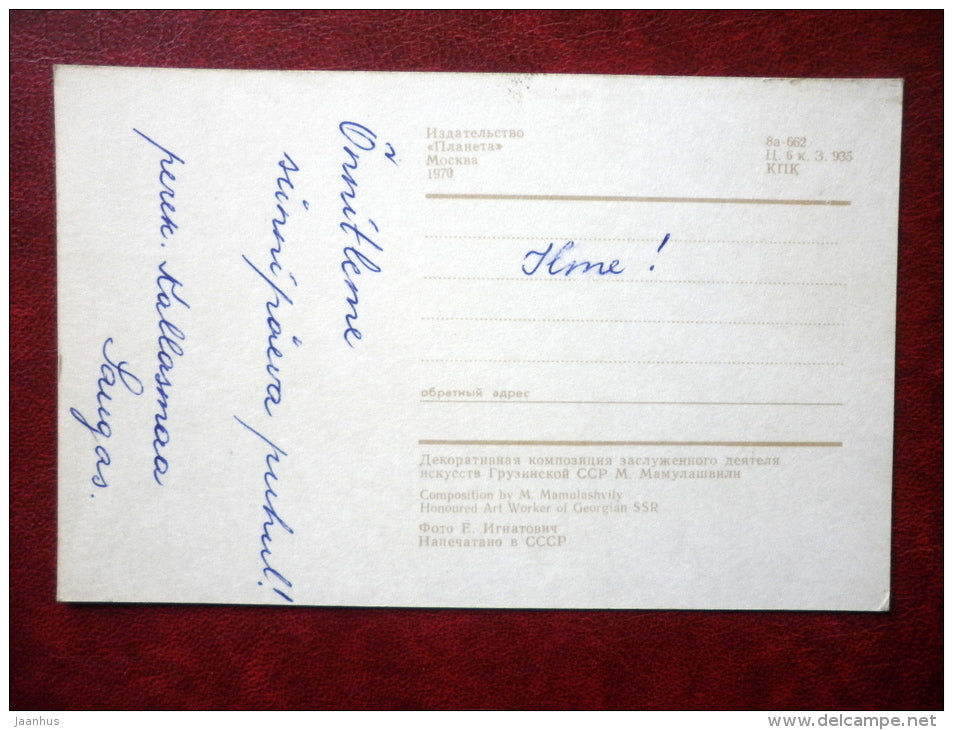 Õnnitleme
sünnipäeva puhul!
perek. Kallasmaa
Saugas.
Издательство
«Планета»
Москва
1970
8а-662
Ц. 6 к. З. 935
КПК
Ilme!
обратный адрес
Декоративная композиция заслуженного деятеля
искусств Грузинской ССР М. Мамулашвили
Composition by M. Mamulashvily
Honoured Art Worker of Georgian SSR
Фото Е. Игнатович
Напечатано в СССР
jaanhus
www.delcampe.net